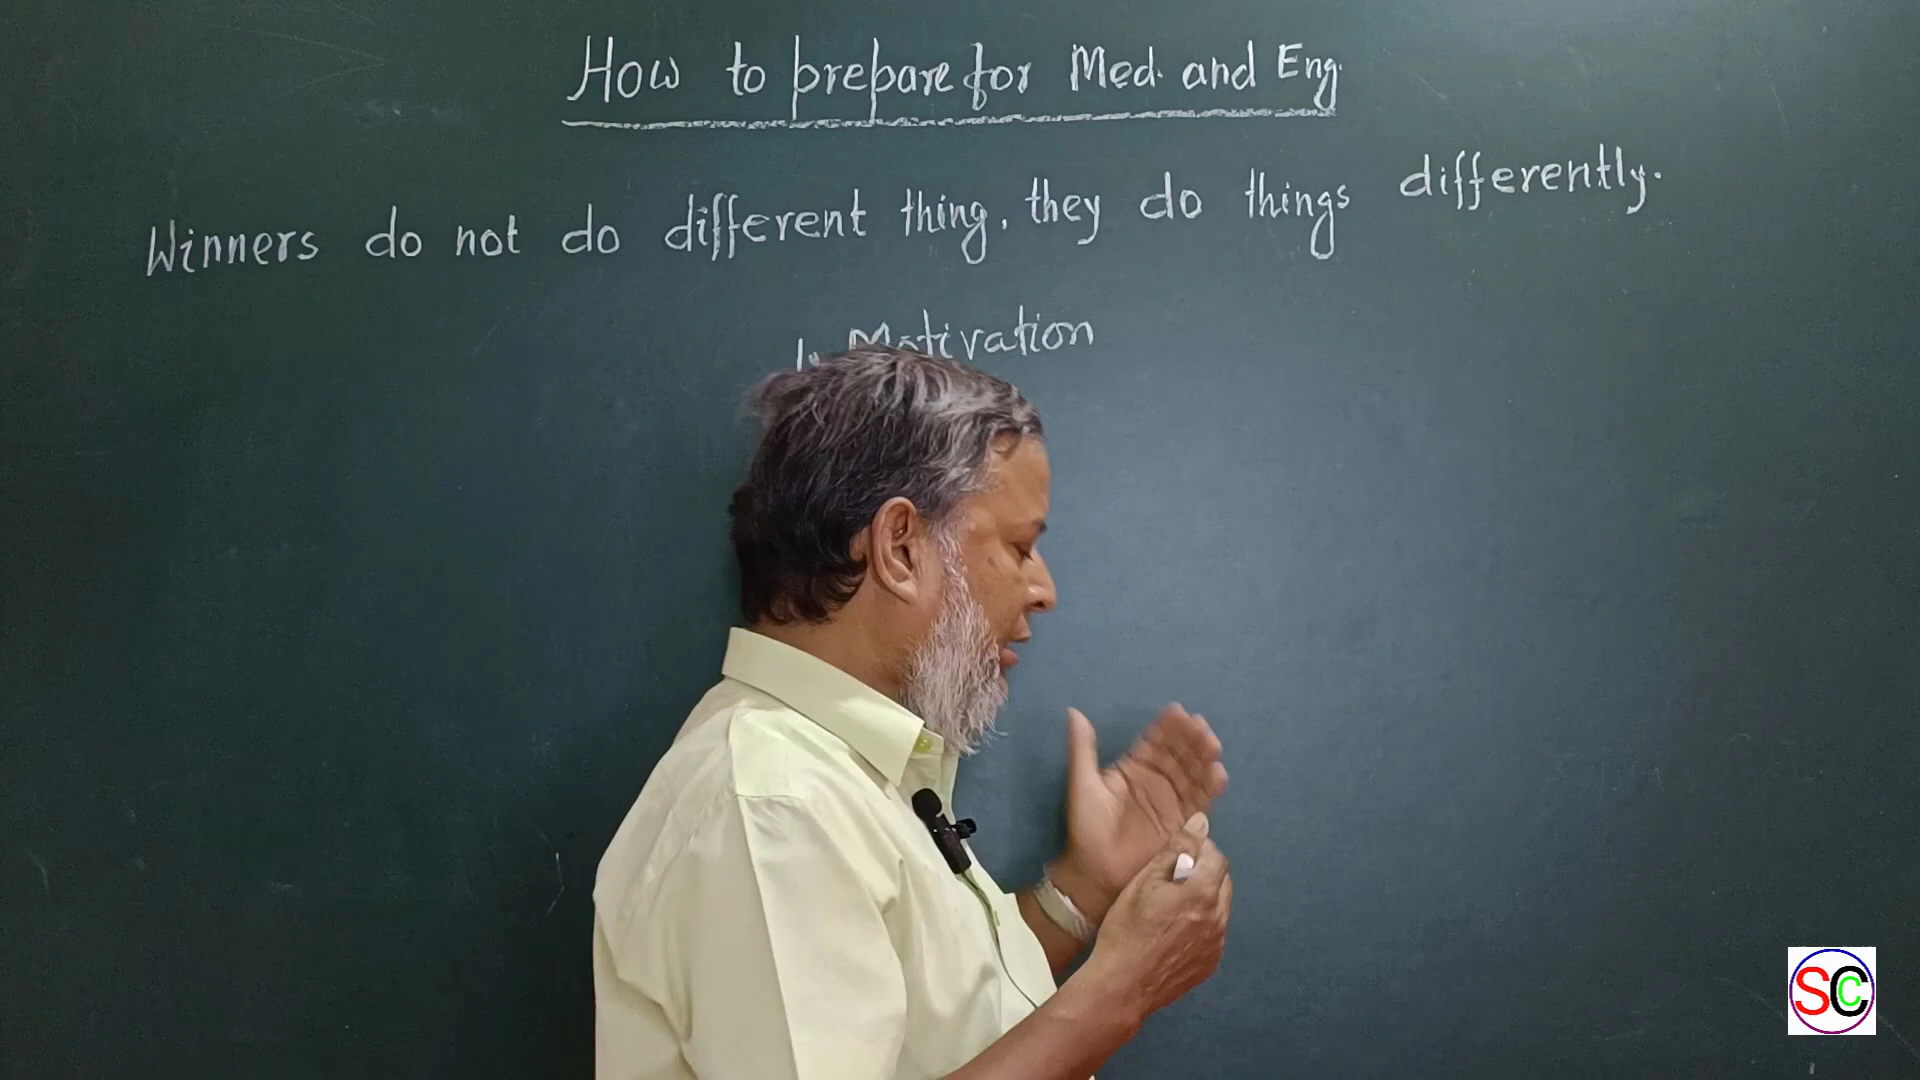 How to prepare for Med. and Eng.
Winners do not do different thing, they do things differently.
1. Motivation
SC